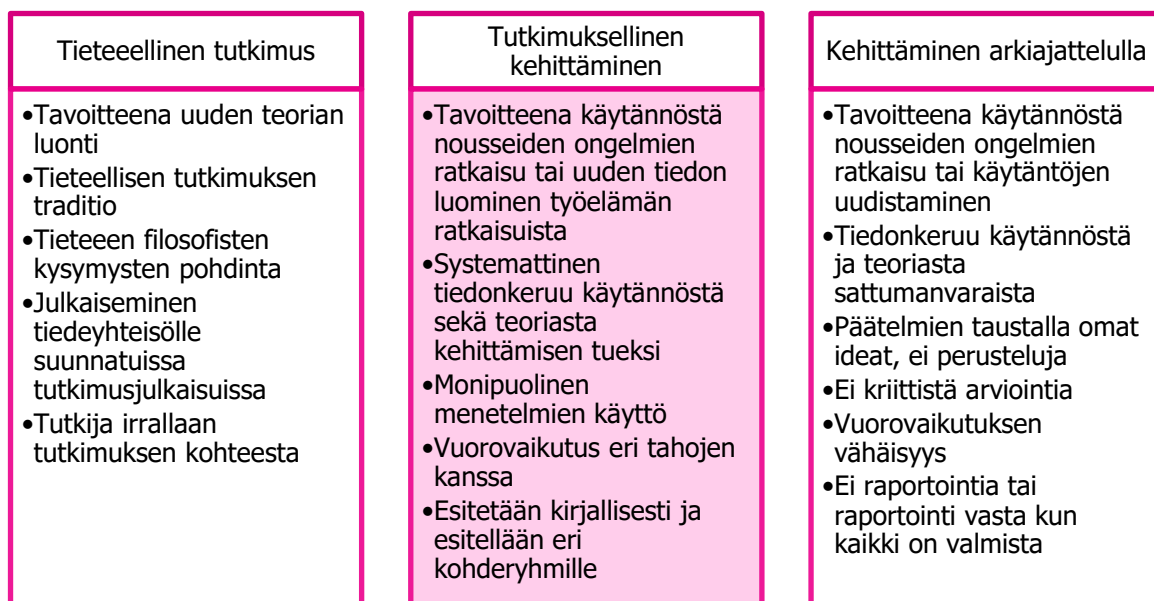 Tieteeellinen tutkimus
•Tavoitteena uuden teorian
luonti
•Tieteellisen tutkimuksen
traditio
•Tieteeen filosofisten
kysymysten pohdinta
•Julkaiseminen
tiedeyhteisölle
suunnatuissa
tutkimusjulkaisuissa
•Tutkija irrallaan
tutkimuksen kohteesta
Tutkimuksellinen
kehittäminen
•Tavoitteena käytännöstä
nousseiden ongelmien
ratkaisu tai uuden tiedon
luominen työelämän
ratkaisuista
•Systemattinen
tiedonkeruu käytännöstä
sekä teoriasta
kehittämisen tueksi
•Monipuolinen
menetelmien käyttö
•Vuorovaikutus eri tahojen
kanssa
•Esitetään kirjallisesti ja
esitellään eri
kohderyhmille
Kehittäminen arkiajattelulla
•Tavoitteena käytännöstä
nousseiden ongelmien
ratkaisu tai käytäntöjen
uudistaminen
•Tiedonkeruu käytännöstä
ja teoriasta
sattumanvaraista
•Päätelmien taustalla omat
ideat, ei perusteluja
•Ei kriittistä arviointia
•Vuorovaikutuksen
vähäisyys
•Ei raportointia tai
raportointi vasta kun
kaikki on valmista